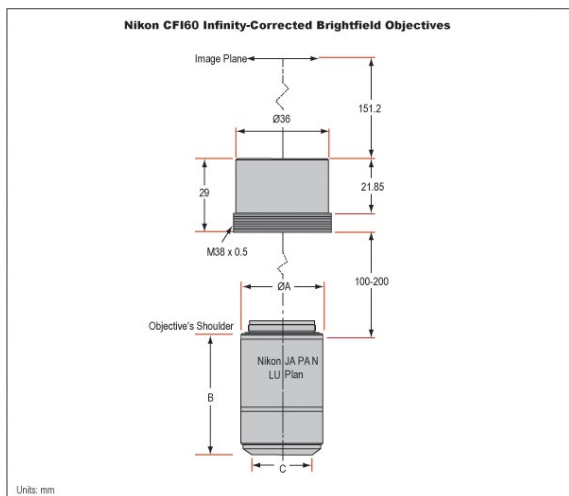 Nikon CFI60 Infinity-Corrected Brightfield Objectives
Image Plane
151.2
Ø36
29
21.85
M38 x 0.5
100-200
ØA
Objective's Shoulder
Nikon JAPAN
LU Plan
B
C
Units: mm